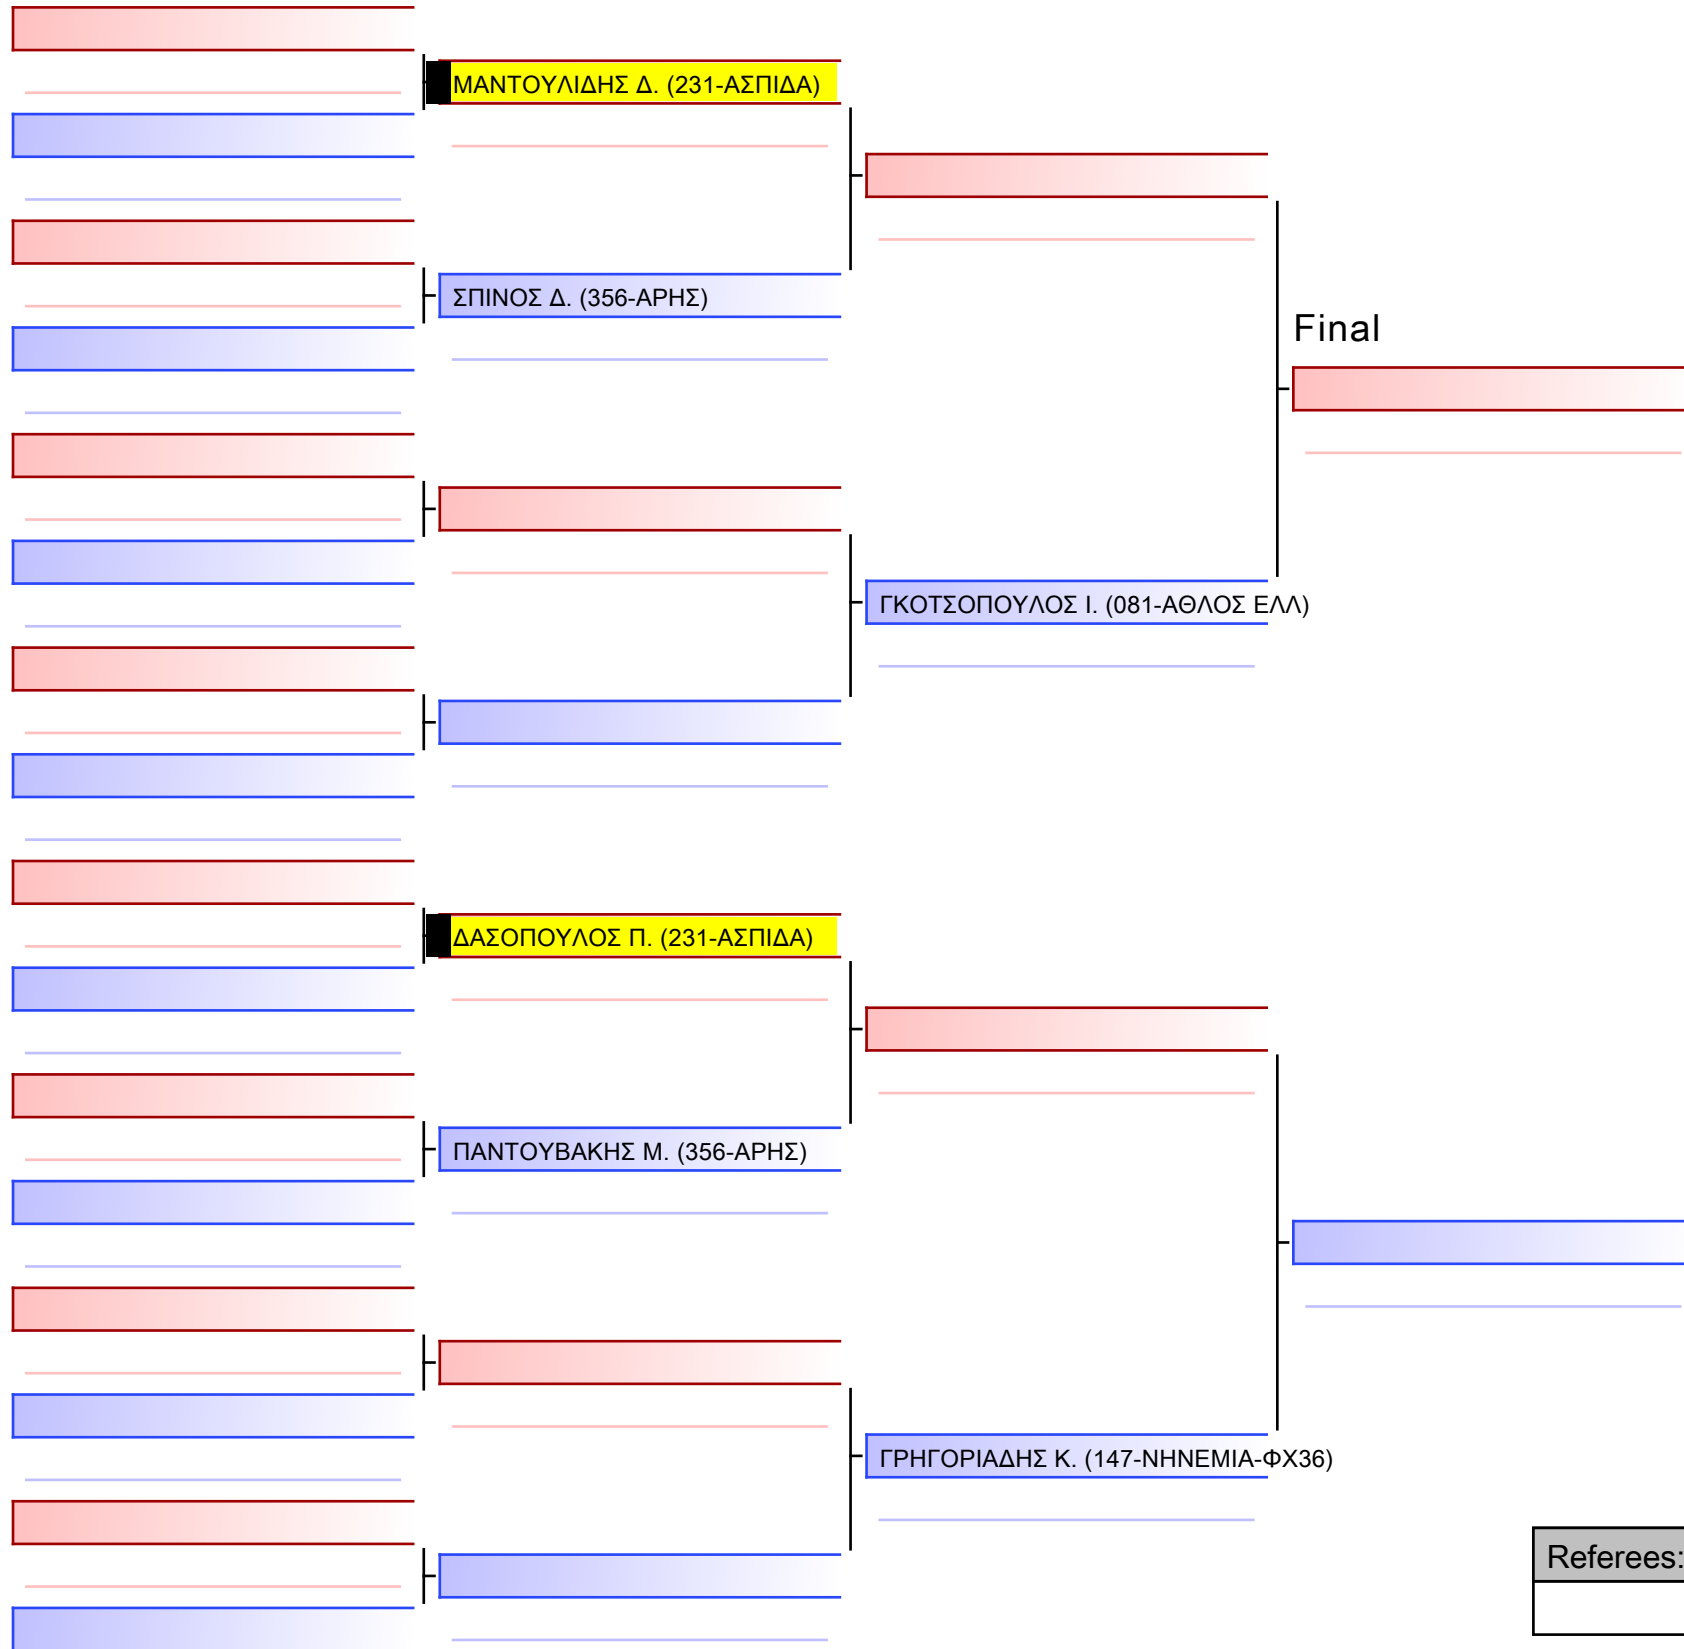 ΜΑΝΤΟΥΛΙΔΗΣ Δ. (231-ΑΣΠΙΔΑ)
ΣΠΙΝΟΣ Δ. (356-ΑΡΗΣ)
Final
ΓΚΟΤΣΟΠΟΥΛΟΣ Ι. (081-ΑΘΛΟΣ ΕΛΛ)
ΔΑΣΟΠΟΥΛΟΣ Π. (231-ΑΣΠΙΔΑ)
ΠΑΝΤΟΥΒΑΚΗΣ Μ. (356-ΑΡΗΣ)
ΓΡΗΓΟΡΙΑΔΗΣ Κ. (147-ΝΗΝΕΜΙΑ-ΦΧ36)
Referees: